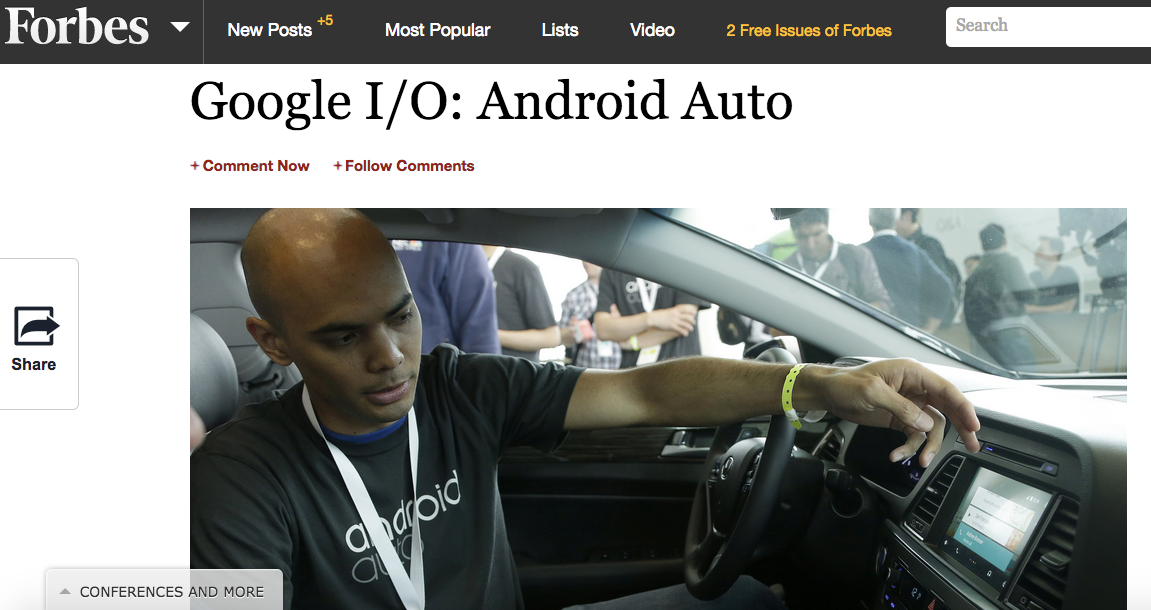 Forbes
New Posts +5
Most Popular
Lists
Video
2 Free Issues of Forbes
Search
Google I/O: Android Auto
+ Comment Now
+ Follow Comments
Share
android
auto
CONFERENCES AND MORE